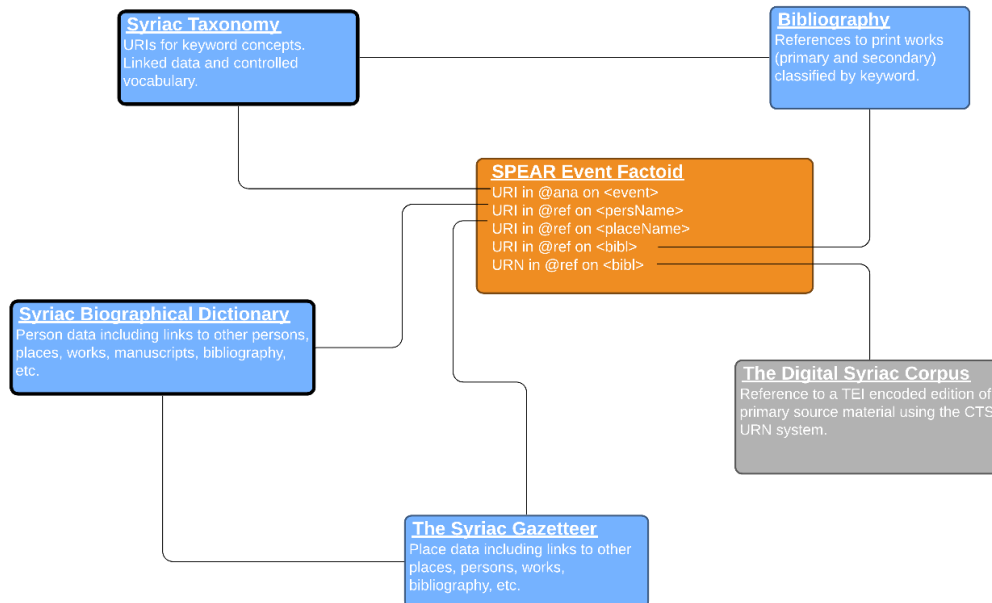 Syriac Taxonomy
URIs for keyword concepts.
Linked data and controlled
vocabulary.
Bibliography
References to print works
(primary and secondary)
classified by keyword.
SPEAR Event Factoid
URI in @ana on <event>
URI in @ref on <persName>
URI in @ref on <placeName>
URI in @ref on <bibl>
URN in @ref on <bibl>
Syriac Biographical Dictionary
Person data including links to other persons,
places, works, manuscripts, bibliography,
etc.
The Digital Syriac Corpus
Reference to a TEI encoded edition of
primary source material using the CTS
URN system.
The Syriac Gazetteer
Place data including links to other
places, persons, works,
bibliography, etc.